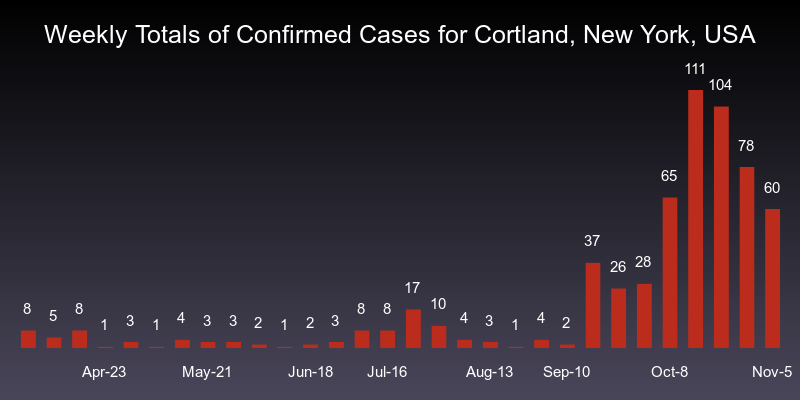 Weekly Totals of Confirmed Cases for Cortland, New York, USA
8 5 8 1 3 1 4 3 3 2 1 2 3 8 8 17 10 4 3 1 4 2 37 26 28 65 111 104 78 60
Apr-23 May-21 Jun-18 Jul-16 Aug-13 Sep-10 Oct-8 Nov-5